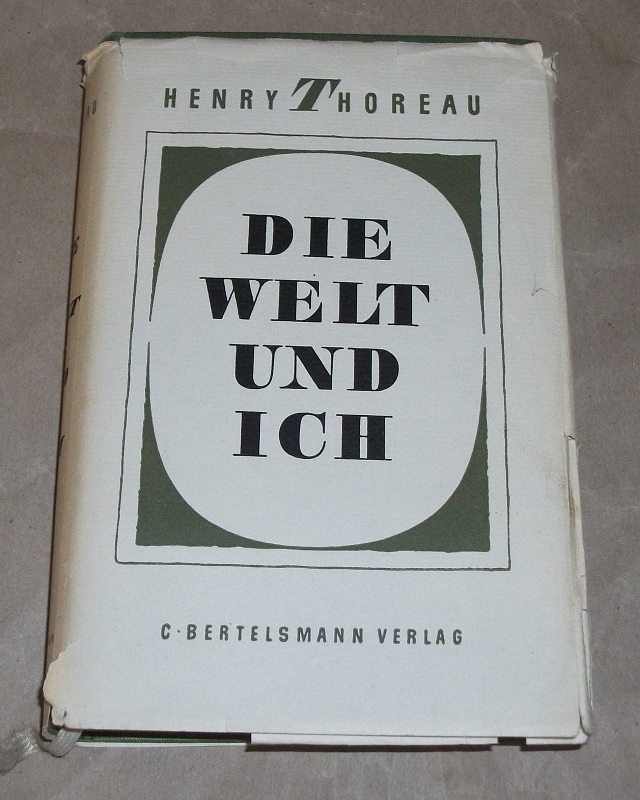 HENRY THOREAU
DIE
WELT
UND
ICH
C·BERTELSMANN VERLAG